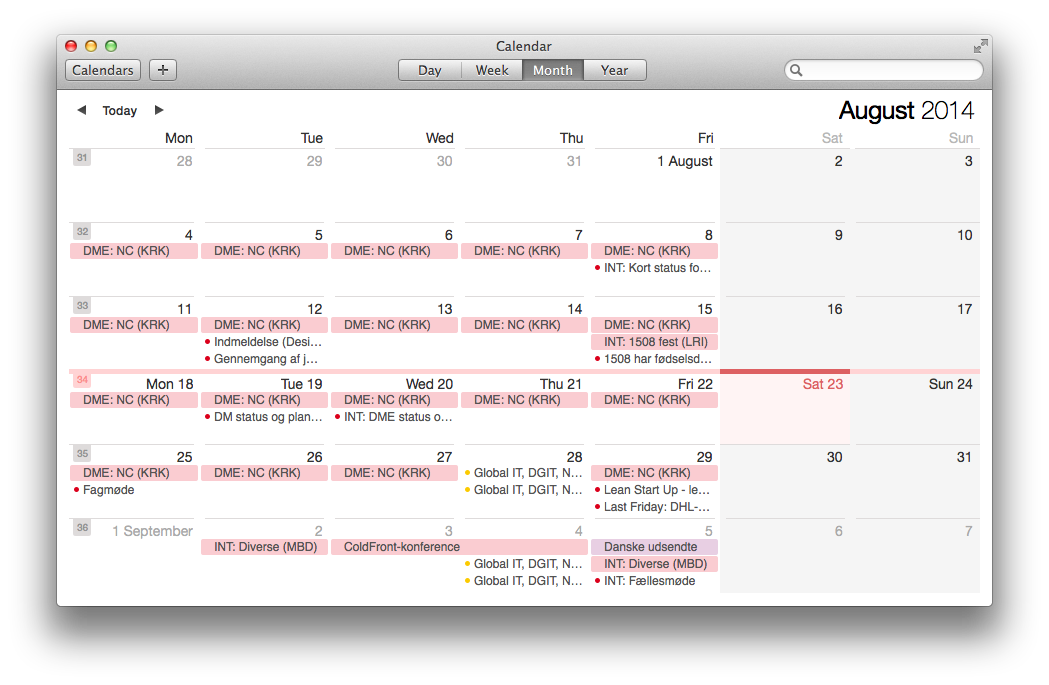 Calendar
Calendars + Day Week Month Year
Today
August 2014
Mon Tue Wed Thu Fri Sat Sun
31 28 29 30 31 1 August 2 3
32 4 5 6 7 8 9 10
DME: NC (KRK) DME: NC (KRK) DME: NC (KRK) DME: NC (KRK) DME: NC (KRK)
INT: Kort status fo...
33 11 12 13 14 15 16 17
DME: NC (KRK) DME: NC (KRK) DME: NC (KRK) DME: NC (KRK) DME: NC (KRK)
Indmeldelse (Desi... INT: 1508 fest (LRI)
Gennemgang af j... 1508 har fødselsd...
34 Mon 18 Tue 19 Wed 20 Thu 21 Fri 22 Sat 23 Sun 24
DME: NC (KRK) DME: NC (KRK) DME: NC (KRK) DME: NC (KRK) DME: NC (KRK)
DM status og plan... INT: DME status o...
35 25 26 27 28 29 30 31
DME: NC (KRK) DME: NC (KRK) DME: NC (KRK) Global IT, DGIT, N... DME: NC (KRK)
Fagmøde Global IT, DGIT, N... Lean Start Up - le...
Last Friday: DHL-...
36 1 September 2 3 4 5 6 7
INT: Diverse (MBD) ColdFront-konference Danske udsendte
Global IT, DGIT, N... INT: Diverse (MBD)
Global IT, DGIT, N... INT: Fællesmøde